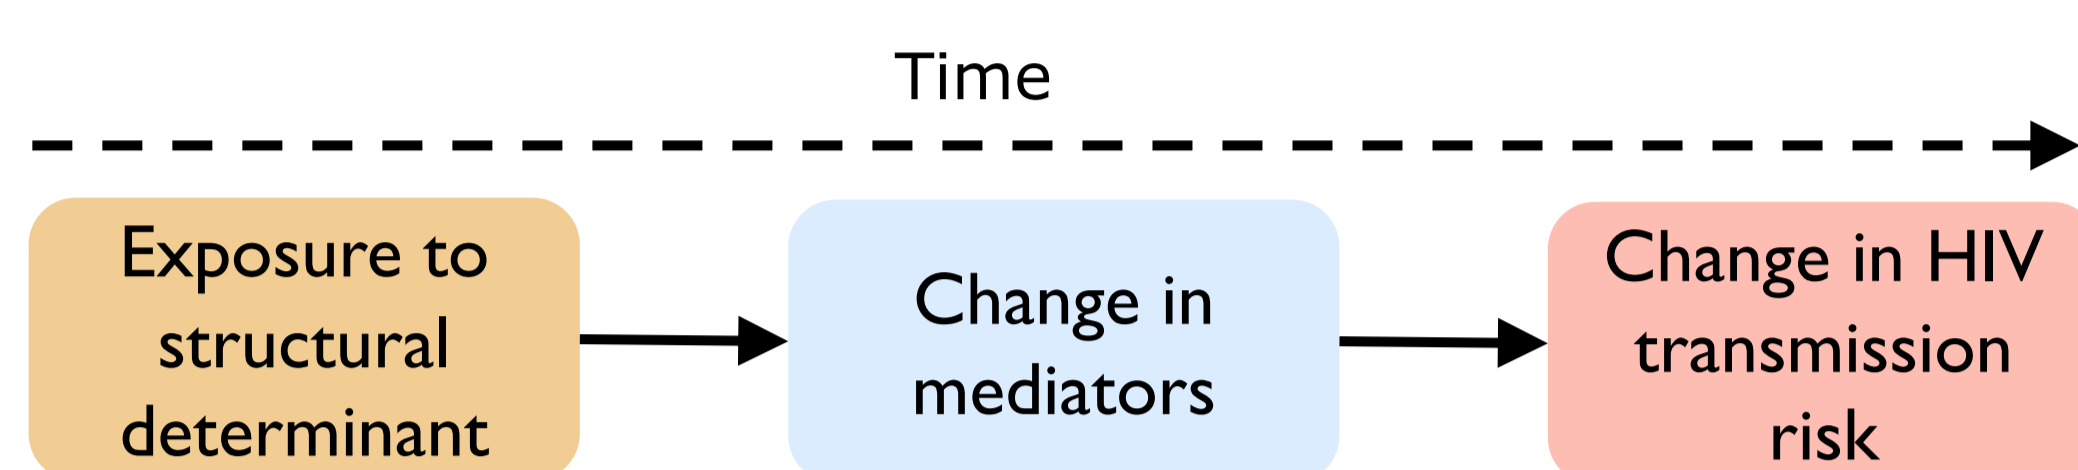 Time
Exposure to
structural
determinant
Change in
mediators
Change in HIV
transmission
risk